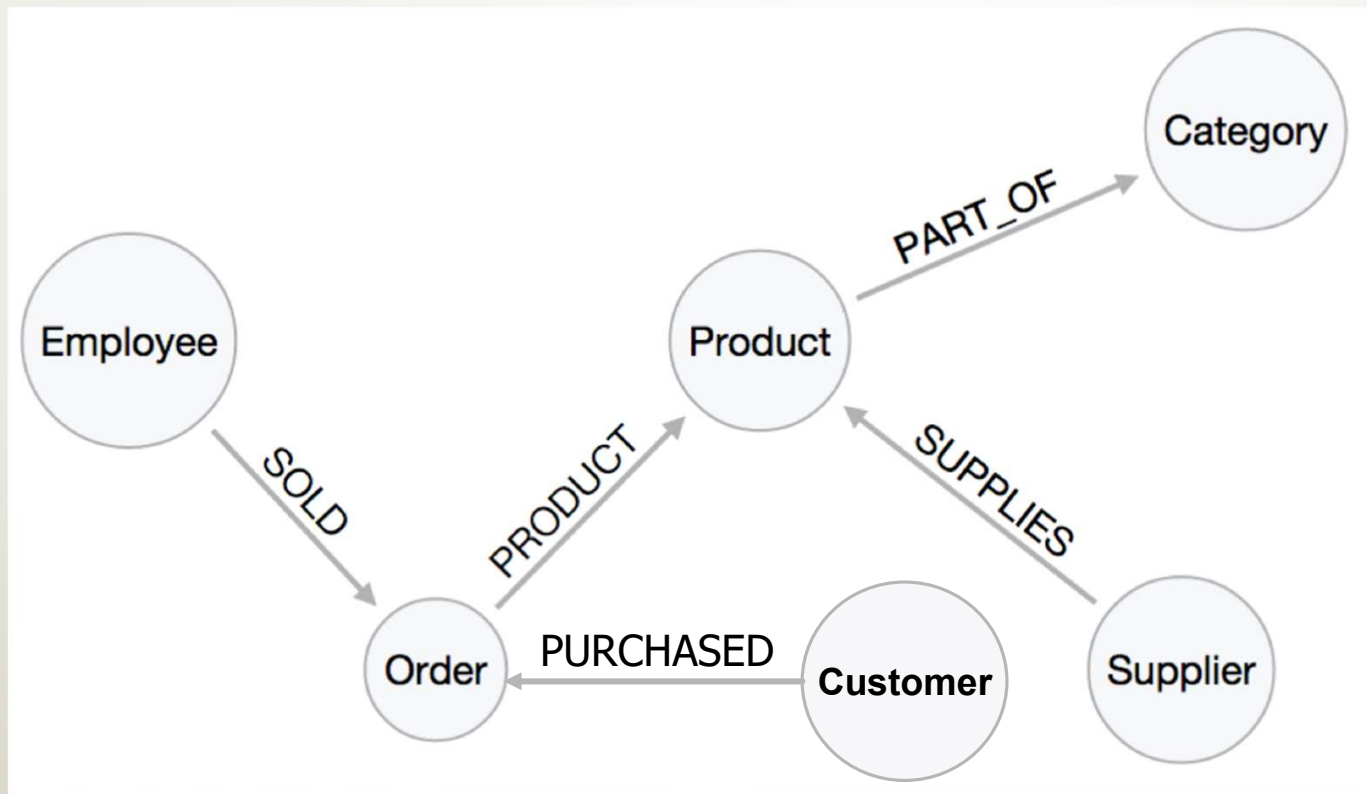 Category
PART_OF
Employee
Product
SOLD
PRODUCT
SUPPLIES
Order
PURCHASED
Customer
Supplier